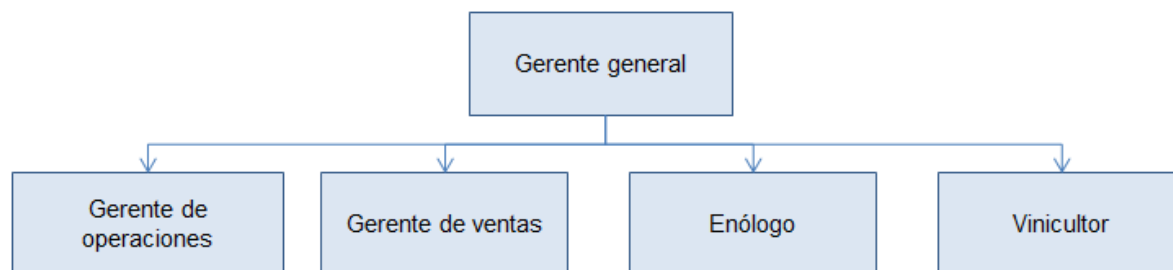 Gerente general
Gerente de
operaciones
Gerente de ventas
Enólogo
Vinicultor